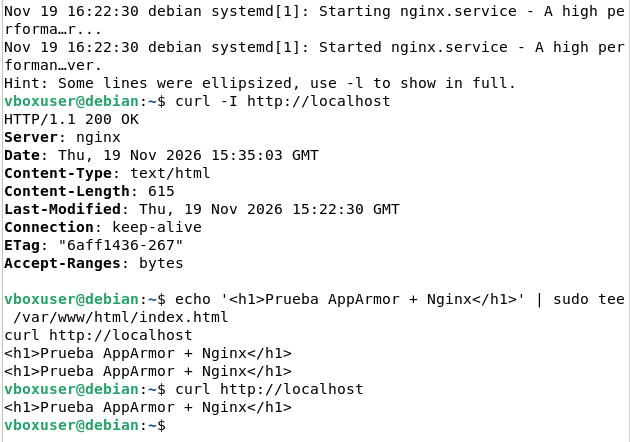 Nov 19 16:22:30 debian systemd[1]: Starting nginx.service - A high pe
rforma…r...
Nov 19 16:22:30 debian systemd[1]: Started nginx.service - A high per
forman…ver.
Hint: Some lines were ellipsized, use -l to show in full.
vboxuser@debian:~$ curl -I http://localhost
HTTP/1.1 200 OK
Server: nginx
Date: Thu, 19 Nov 2026 15:35:03 GMT
Content-Type: text/html
Content-Length: 615
Last-Modified: Thu, 19 Nov 2026 15:22:30 GMT
Connection: keep-alive
ETag: "6aff1436-267"
Accept-Ranges: bytes

vboxuser@debian:~$ echo '<h1>Prueba AppArmor + Nginx</h1>' | sudo tee
 /var/www/html/index.html
curl http://localhost
<h1>Prueba AppArmor + Nginx</h1>
<h1>Prueba AppArmor + Nginx</h1>
vboxuser@debian:~$ curl http://localhost
<h1>Prueba AppArmor + Nginx</h1>
vboxuser@debian:~$